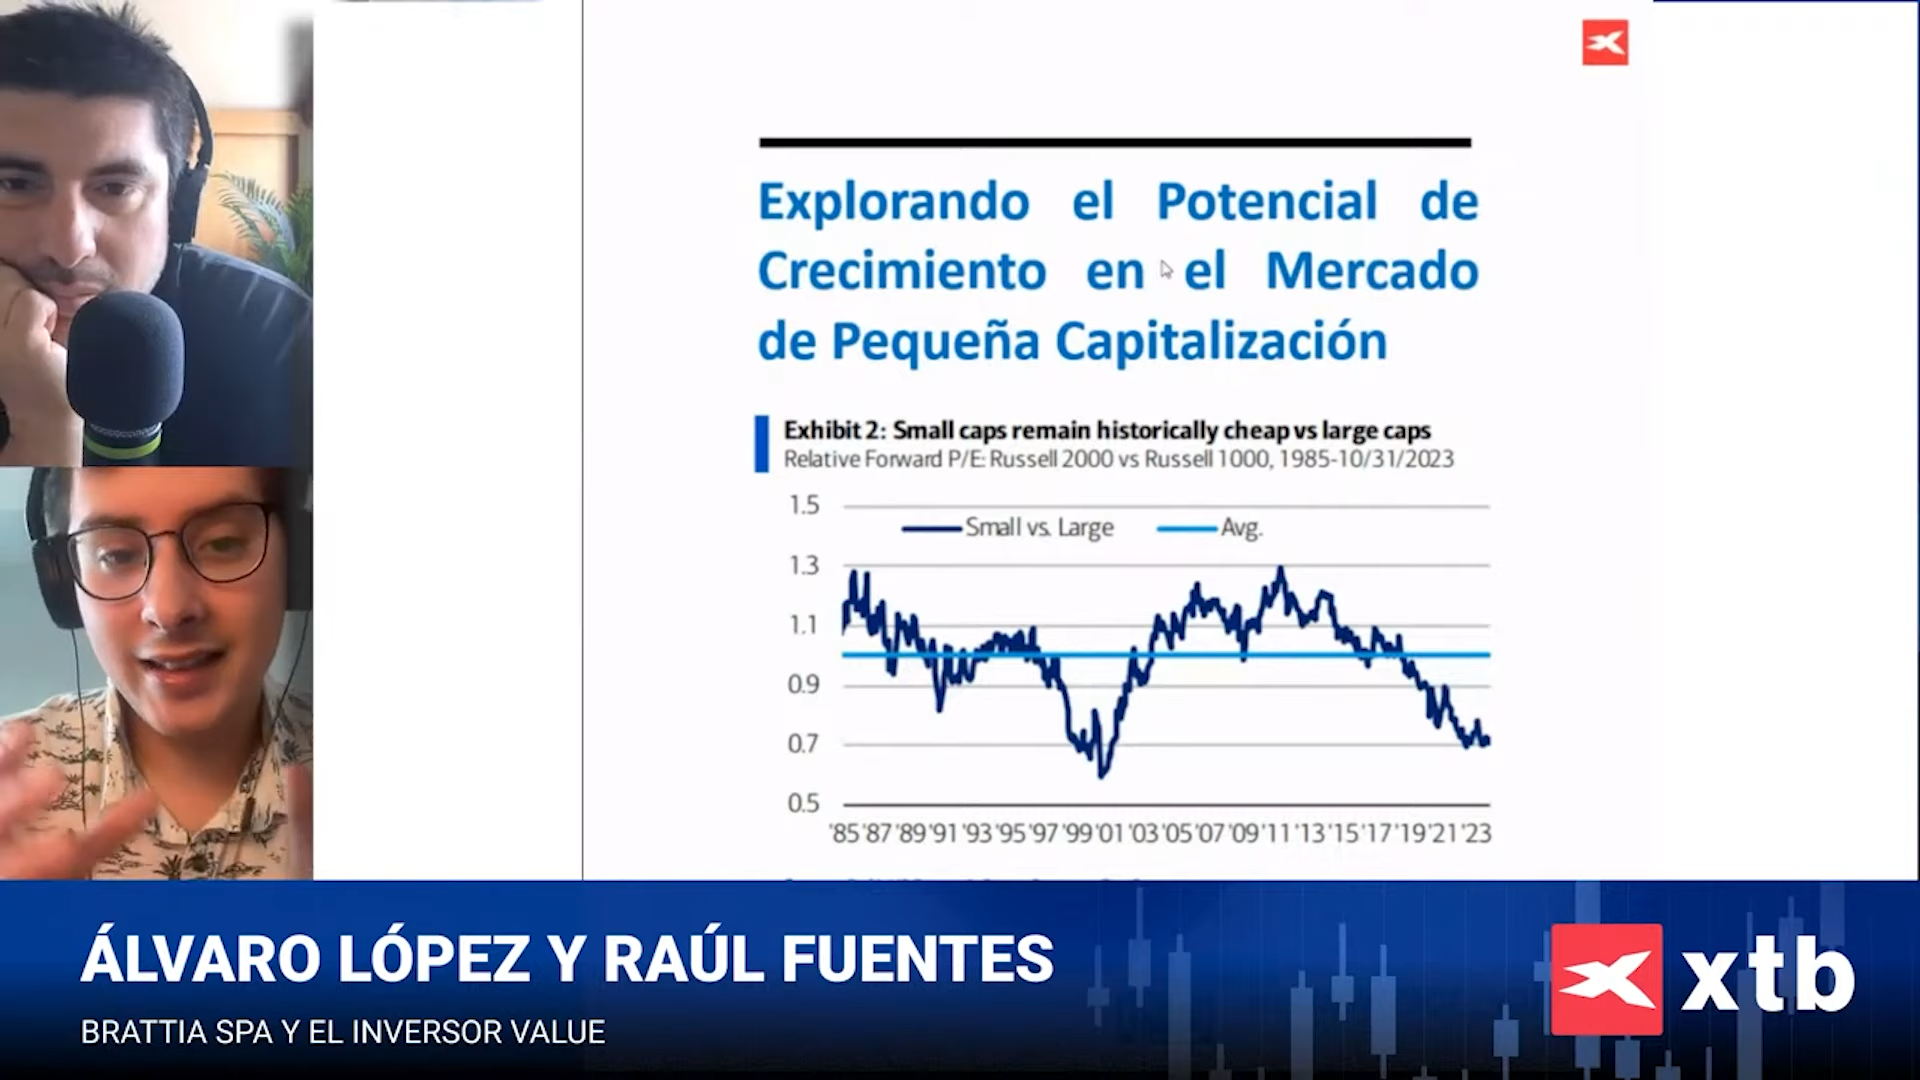 Explorando el Potencial de
Crecimiento en el Mercado
de Pequeña Capitalización
Exhibit 2: Small caps remain historically cheap vs large caps
Relative Forward P/E: Russell 2000 vs Russell 1000, 1985-10/31/2023
1.5
Small vs. Large Avg.
1.3
1.1
0.9
0.7
0.5
'85 '87 '89 '91 '93 '95 '97 '99 '01 '03 '05 '07 '09 '11 '13 '15 '17 '19 '21 '23
ÁLVARO LÓPEZ Y RAÚL FUENTES
BRATTIA SPA Y EL INVERSOR VALUE
xtb